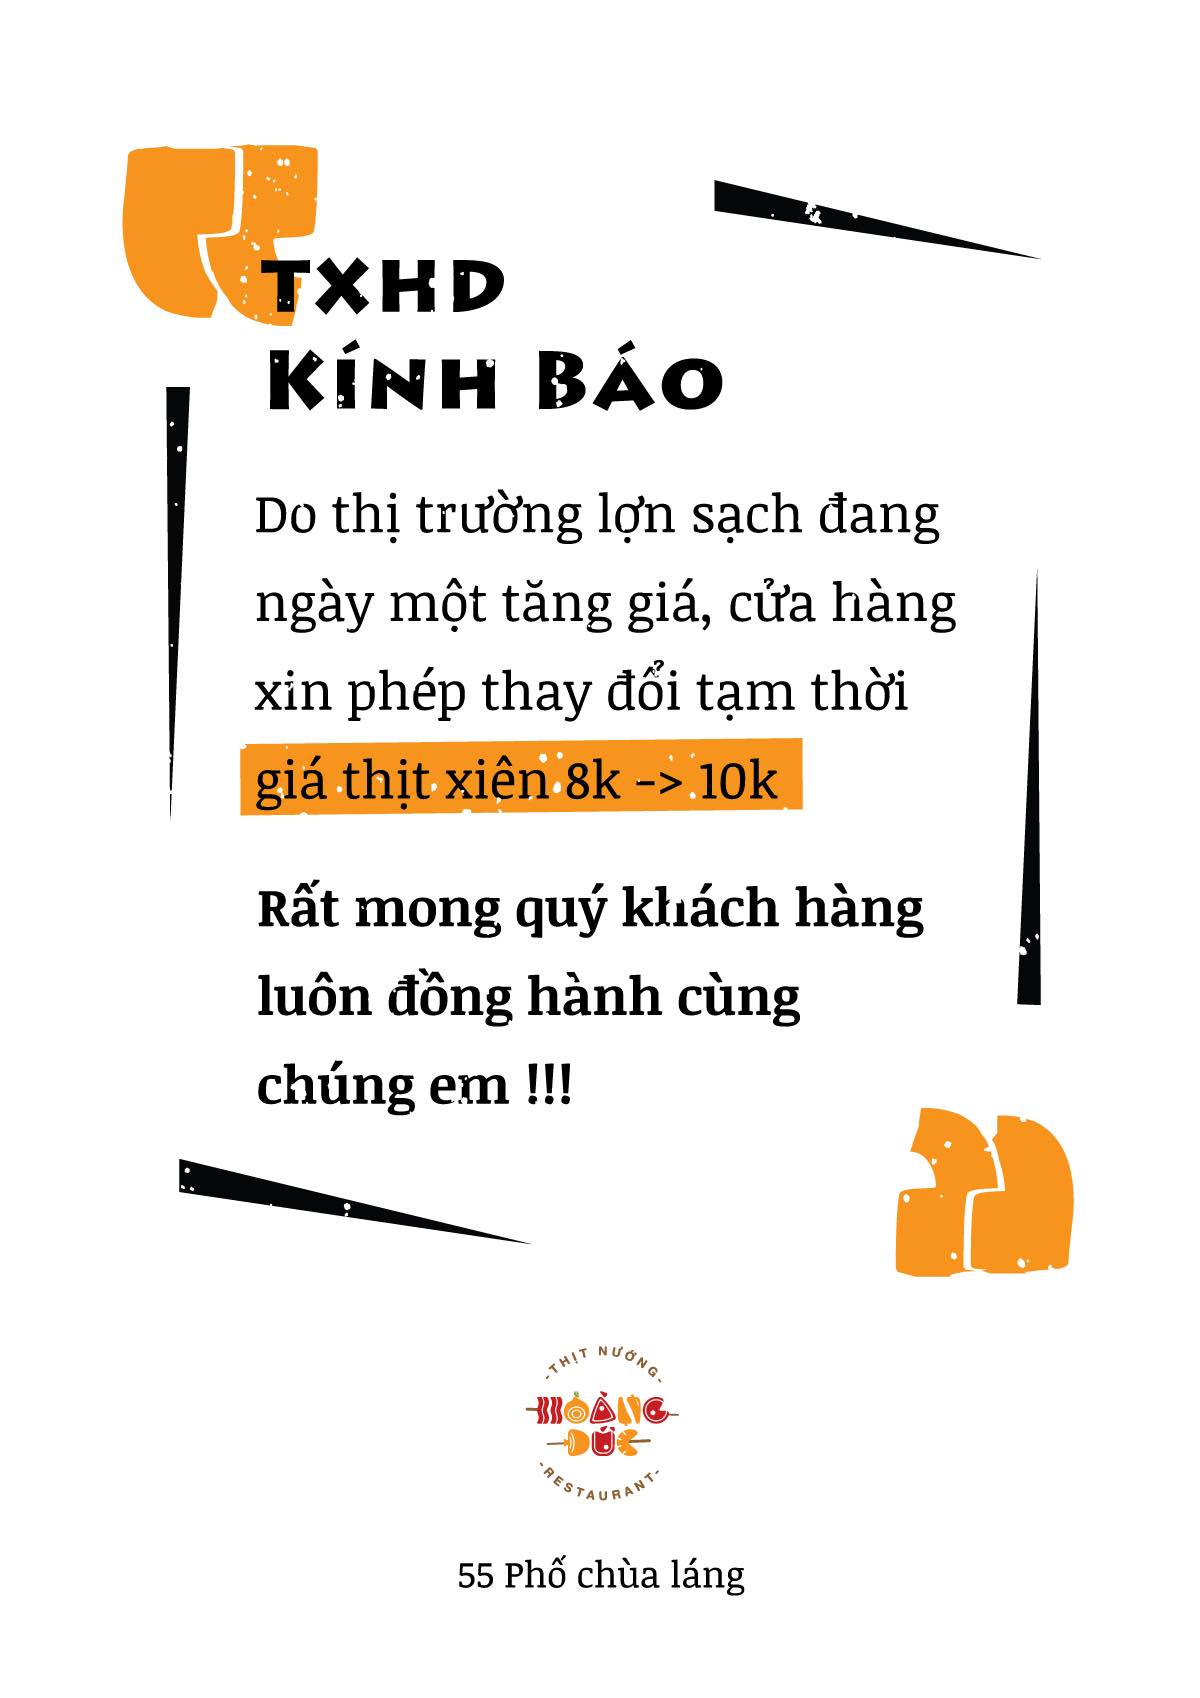 TXHD
KÍNH BÁO
Do thị trường lợn sạch đang
ngày một tăng giá, cửa hàng
xin phép thay đổi tạm thời
giá thịt xiên 8k -> 10k
Rất mong quý khách hàng
luôn đồng hành cùng
chúng em !!!
-THỊT NƯỚNG-
HOÀNG
ĐỨC
-RESTAURANT-
55 Phố chùa láng